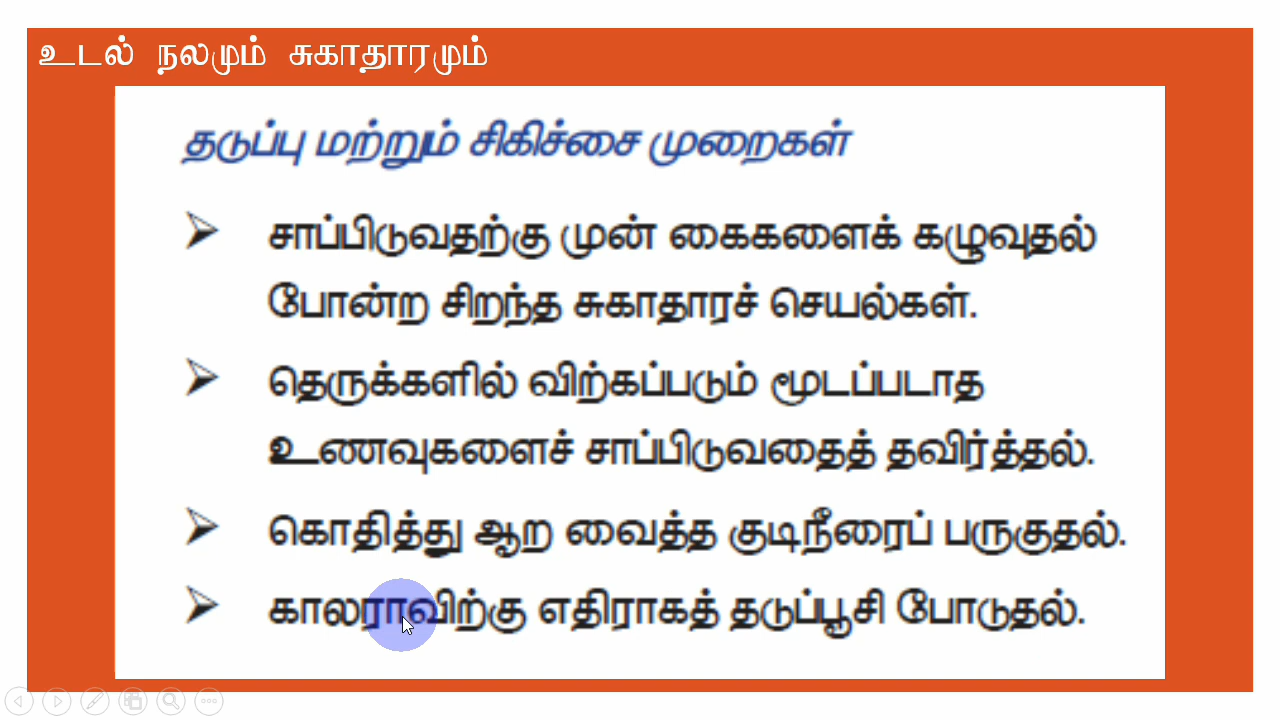 உடல் நலமும் சுகாதாரமும்
தடுப்பு மற்றும் சிகிச்சை முறைகள்
➢ சாப்பிடுவதற்கு முன் கைகளைக் கழுவுதல்
போன்ற சிறந்த சுகாதாரச் செயல்கள்.
➢ தெருக்களில் விற்கப்படும் மூடப்படாத
உணவுகளைச் சாப்பிடுவதைத் தவிர்த்தல்.
➢ கொதித்து ஆற வைத்த குடிநீரைப் பருகுதல்.
➢ காலராவிற்கு எதிராகத் தடுப்பூசி போடுதல்.